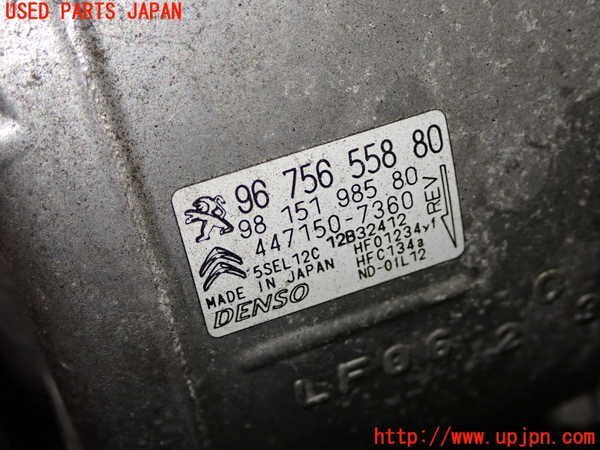 USED PARTS JAPAN
96 756 558 80
98 151 985 80
447150-7360
REV
5SEL12C
12B32412
MADE IN JAPAN
HFO1234yf
HFC134a
ND-OIL12
DENSO
LF06
http://www.upjpn.com/